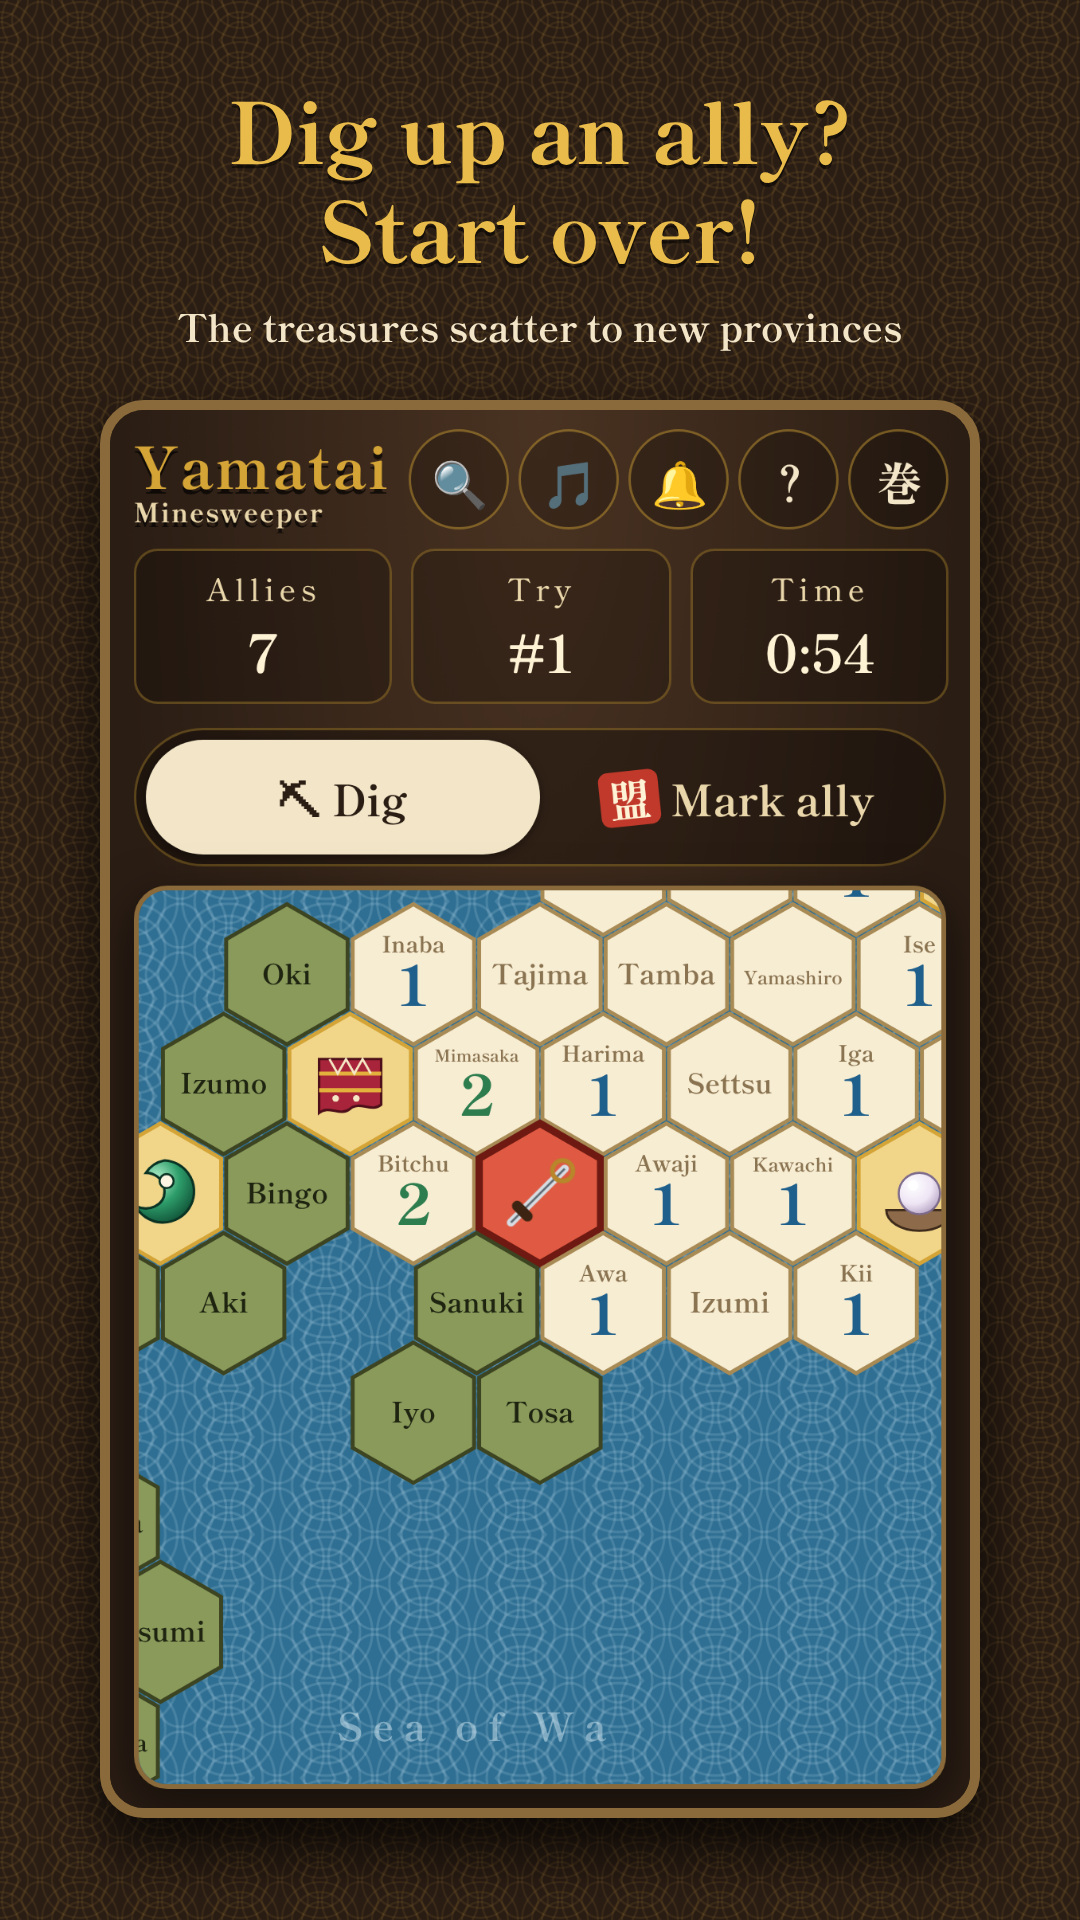 Dig up an ally?
Start over!
The treasures scatter to new provinces
Yamatai
Minesweeper
?
巻
Allies
7
Try
#1
Time
0:54
Dig
盟 Mark ally
1
Oki
Inaba
1
Tajima
Tamba
Yamashiro
Ise
1
Izumo
Mimasaka
2
Harima
1
Settsu
Iga
1
Bingo
Bitchu
2
Awaji
1
Kawachi
1
Aki
Sanuki
Awa
1
Izumi
Kii
1
Iyo
Tosa
a
sumi
a
Sea of Wa